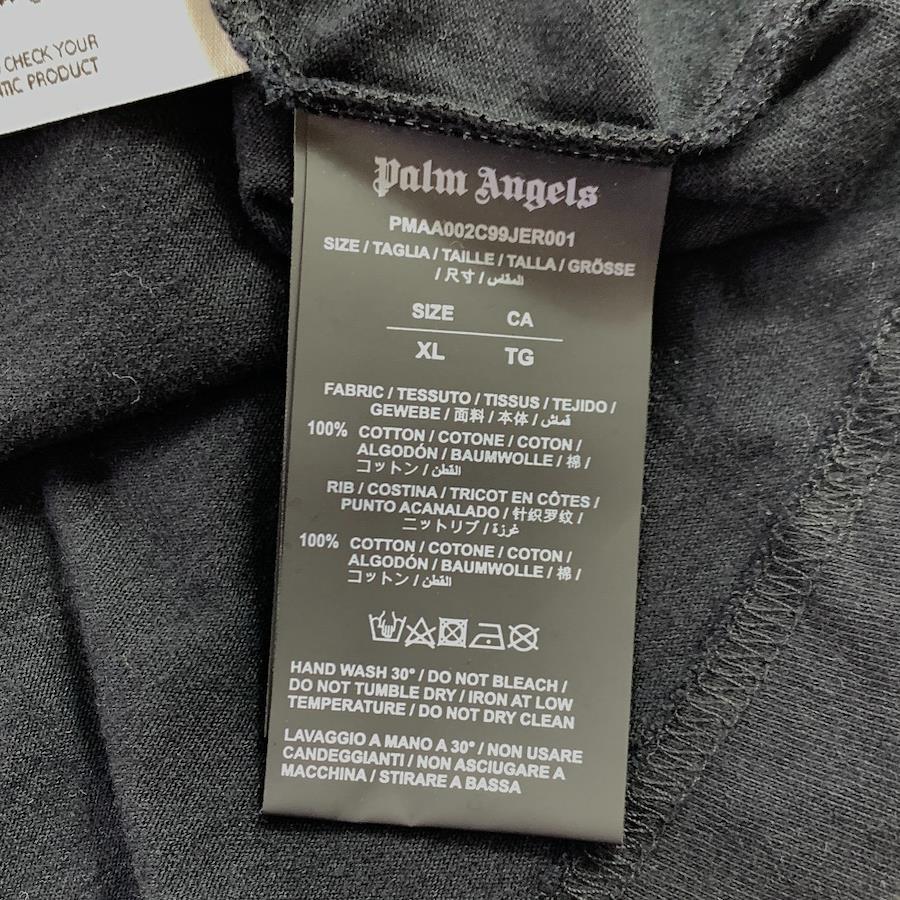 CHECK YOUR
PRODUCT
Palm Angels
PMAA002C99JER001
SIZE / TAGLIA / TAILLE / TALLA / GRÖSSE
/ 尺寸 / المقاس
SIZE CA
XL TG
FABRIC / TESSUTO / TISSUS / TEJIDO /
GEWEBE / 面料 / 本体 / قماش
100% COTTON / COTONE / COTON /
ALGODÓN / BAUMWOLLE / 棉 /
コットン / القطن
RIB / COSTINA / TRICOT EN CÔTES /
PUNTO ACANALADO / 针织罗纹 /
ニットリブ / غرزة
100% COTTON / COTONE / COTON /
ALGODÓN / BAUMWOLLE / 棉 /
コットン / القطن
HAND WASH 30° / DO NOT BLEACH /
DO NOT TUMBLE DRY / IRON AT LOW
TEMPERATURE / DO NOT DRY CLEAN
LAVAGGIO A MANO A 30° / NON USARE
CANDEGGIANTI / NON ASCIUGARE A
MACCHINA / STIRARE A BASSA